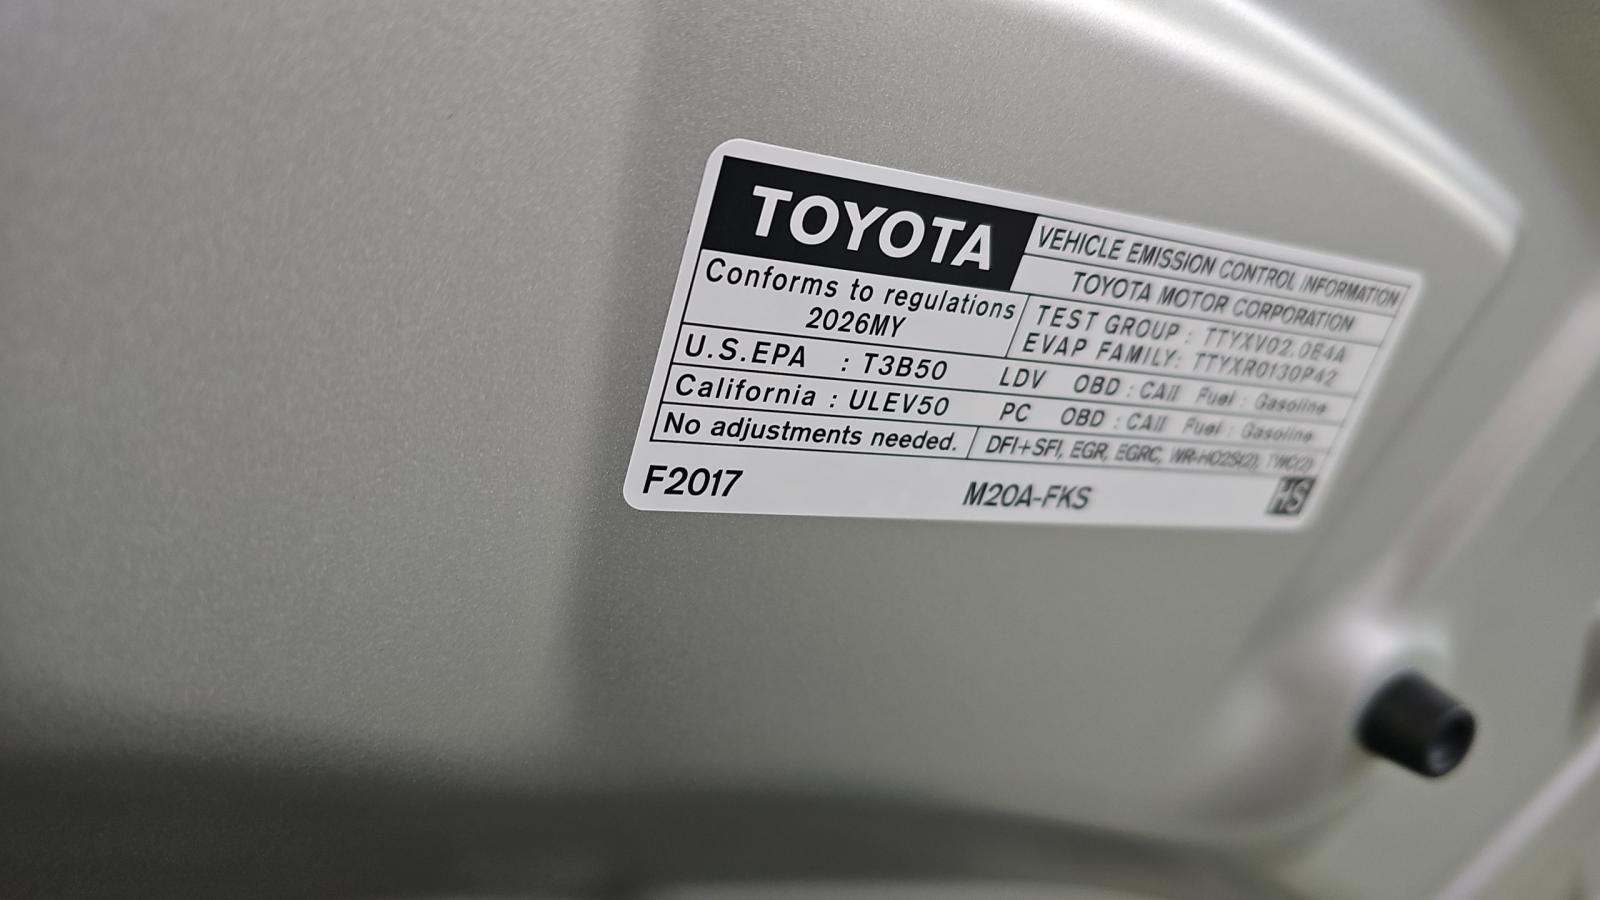 TOYOTA
VEHICLE EMISSION CONTROL INFORMATION
TOYOTA MOTOR CORPORATION
Conforms to regulations
2026MY
TEST GROUP : TTYXV02.0E4A
EVAP FAMILY: TTYXR0130P42
U.S.EPA : T3B50 LDV OBD : CAII Fuel : Gasoline
California : ULEV50 PC OBD : CAII Fuel : Gasoline
No adjustments needed. DFI+SFI, EGR, EGRC, WR-HO2S(2), TWC(2)
F2017 M20A-FKS HS